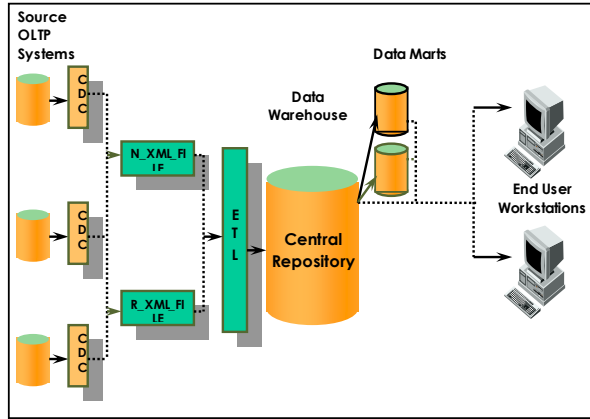 Source
OLTP
Systems
C
D
C
C
D
C
C
D
C
N_XML_FI
LE
R_XML_FI
LE
E
T
L
Data
Warehouse
Central
Repository
Data Marts
End User
Workstations